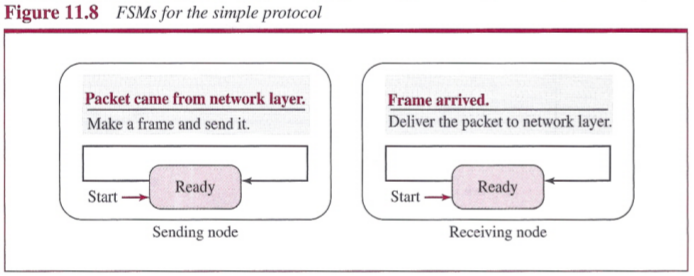 Figure 11.8 FSMs for the simple protocol
Packet came from network layer.
Make a frame and send it.
Start
Ready
Sending node
Frame arrived.
Deliver the packet to network layer.
Start
Ready
Receiving node